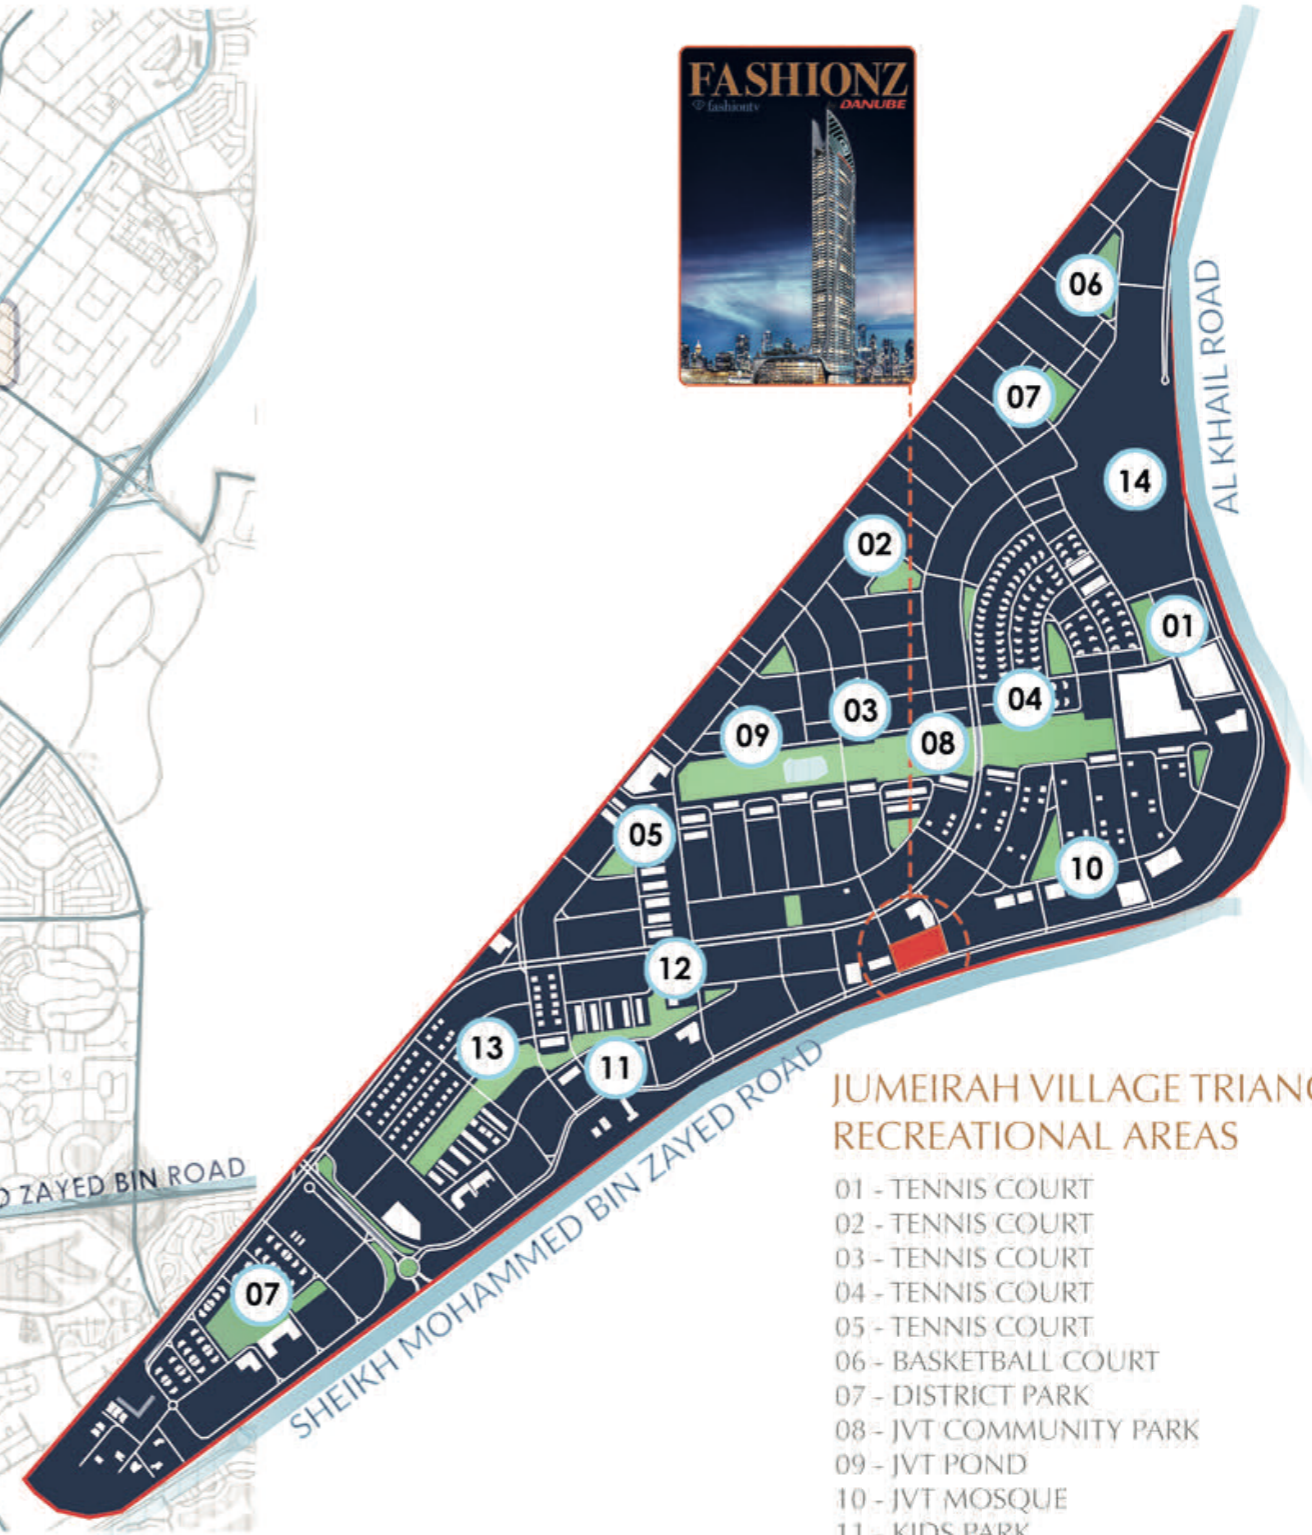 FASHIONZ
fashiontv
by DANUBE
06
AL KHAIL ROAD
07
14
02
01
04
03
09
08
05
10
12
13
11
JUMEIRAH VILLAGE TRIANG
RECREATIONAL AREAS
ZAYED BIN ROAD
SHEIKH MOHAMMED BIN ZAYED ROAD
07
01 - TENNIS COURT
02 - TENNIS COURT
03 - TENNIS COURT
04 - TENNIS COURT
05 - TENNIS COURT
06 - BASKETBALL COURT
07 - DISTRICT PARK
08 - JVT COMMUNITY PARK
09 - JVT POND
10 - JVT MOSQUE
11 - KIDS PARK